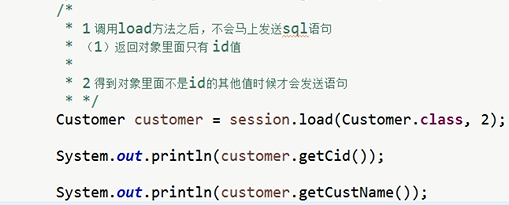 /*
* 1 调用load方法之后，不会马上发送sql语句
* （1）返回对象里面只有 id值
*
* 2 得到对象里面不是id的其他值时候才会发送语句
* */
Customer customer = session.load(Customer.class, 2);
System.out.println(customer.getCid());
System.out.println(customer.getCustName());